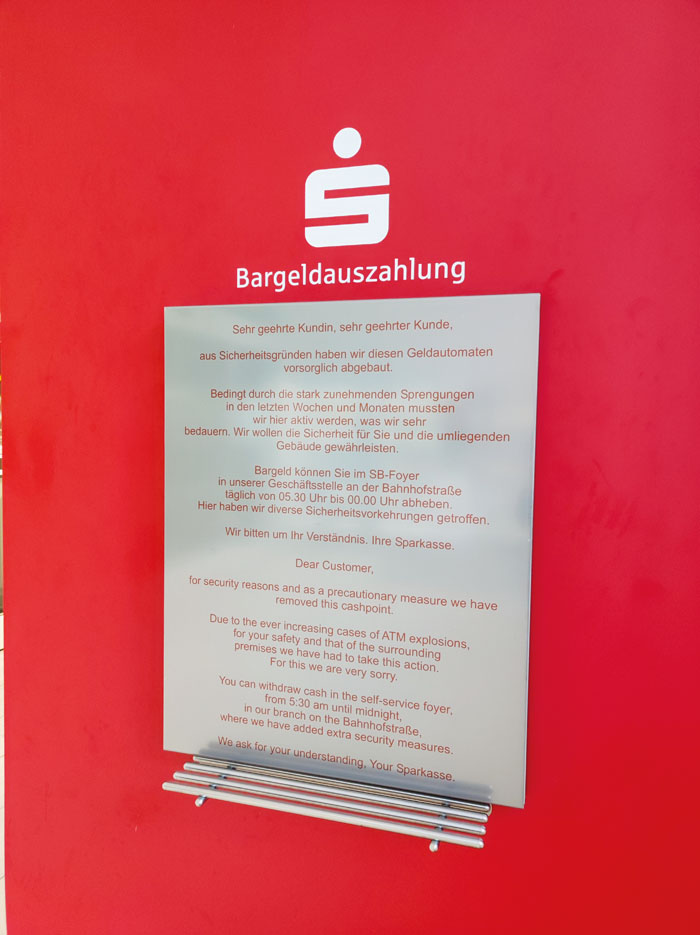 Bargeldauszahlung
Sehr geehrte Kundin, sehr geehrter Kunde,
aus Sicherheitsgründen haben wir diesen Geldautomaten
vorsorglich abgebaut.
Bedingt durch die stark zunehmenden Sprengungen
in den letzten Wochen und Monaten mussten
wir hier aktiv werden, was wir sehr
bedauern. Wir wollen die Sicherheit für Sie und die umliegenden
Gebäude gewährleisten.
Bargeld können Sie im SB-Foyer
in unserer Geschäftsstelle an der Bahnhofstraße
täglich von 05.30 Uhr bis 00.00 Uhr abheben.
Hier haben wir diverse Sicherheitsvorkehrungen getroffen.
Wir bitten um Ihr Verständnis. Ihre Sparkasse.
Dear Customer,
for security reasons and as a precautionary measure we have
removed this cashpoint.
Due to the ever increasing cases of ATM explosions,
for your safety and that of the surrounding
premises we have had to take this action.
For this we are very sorry.
You can withdraw cash in the self-service foyer,
from 5:30 am until midnight,
in our branch on the Bahnhofstraße,
where we have added extra security measures.
We ask for your understanding, Your Sparkasse.